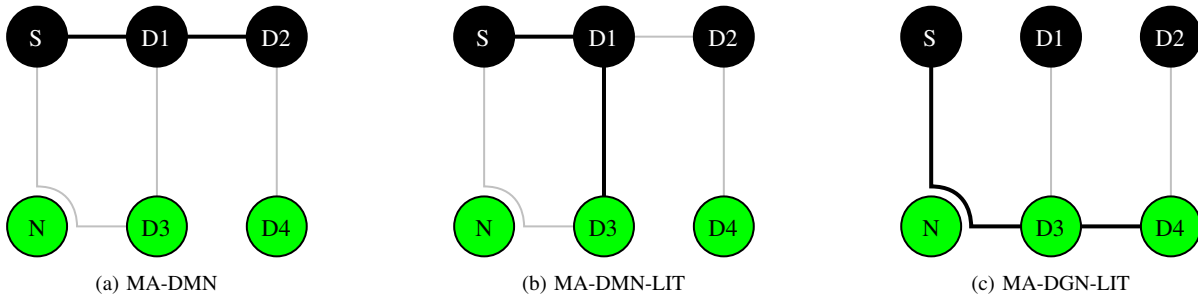 S D1 D2 S D1 D2 S D1 D2
N D3 D4 N D3 D4 N D3 D4
(a) MA-DMN (b) MA-DMN-LIT (c) MA-DGN-LIT